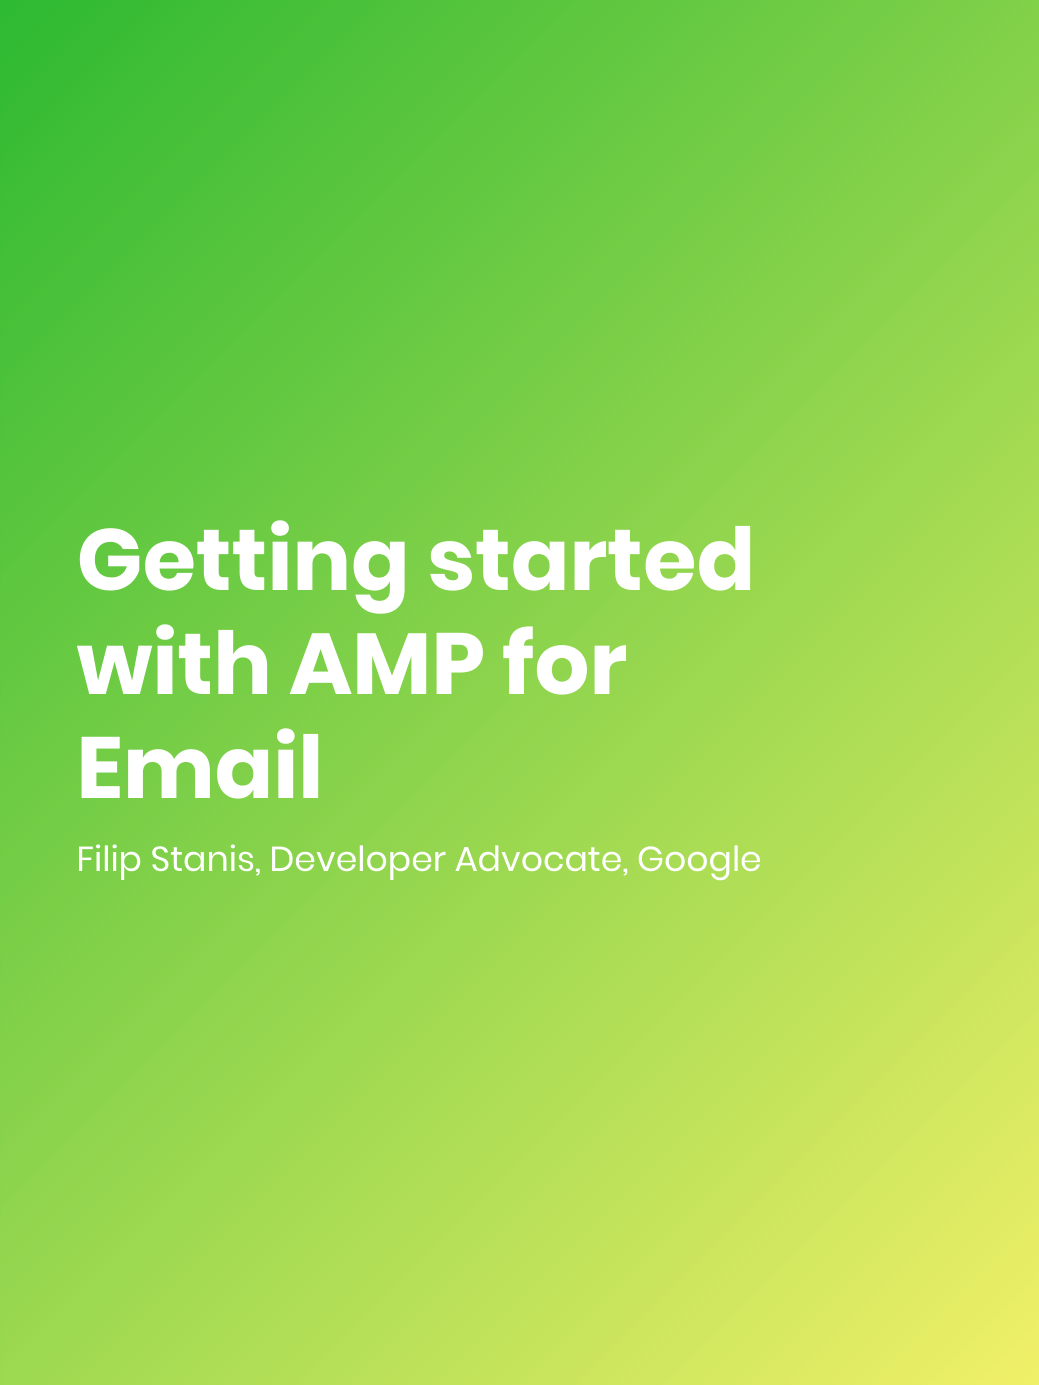 Getting started
with AMP for
Email
Filip Stanis, Developer Advocate, Google